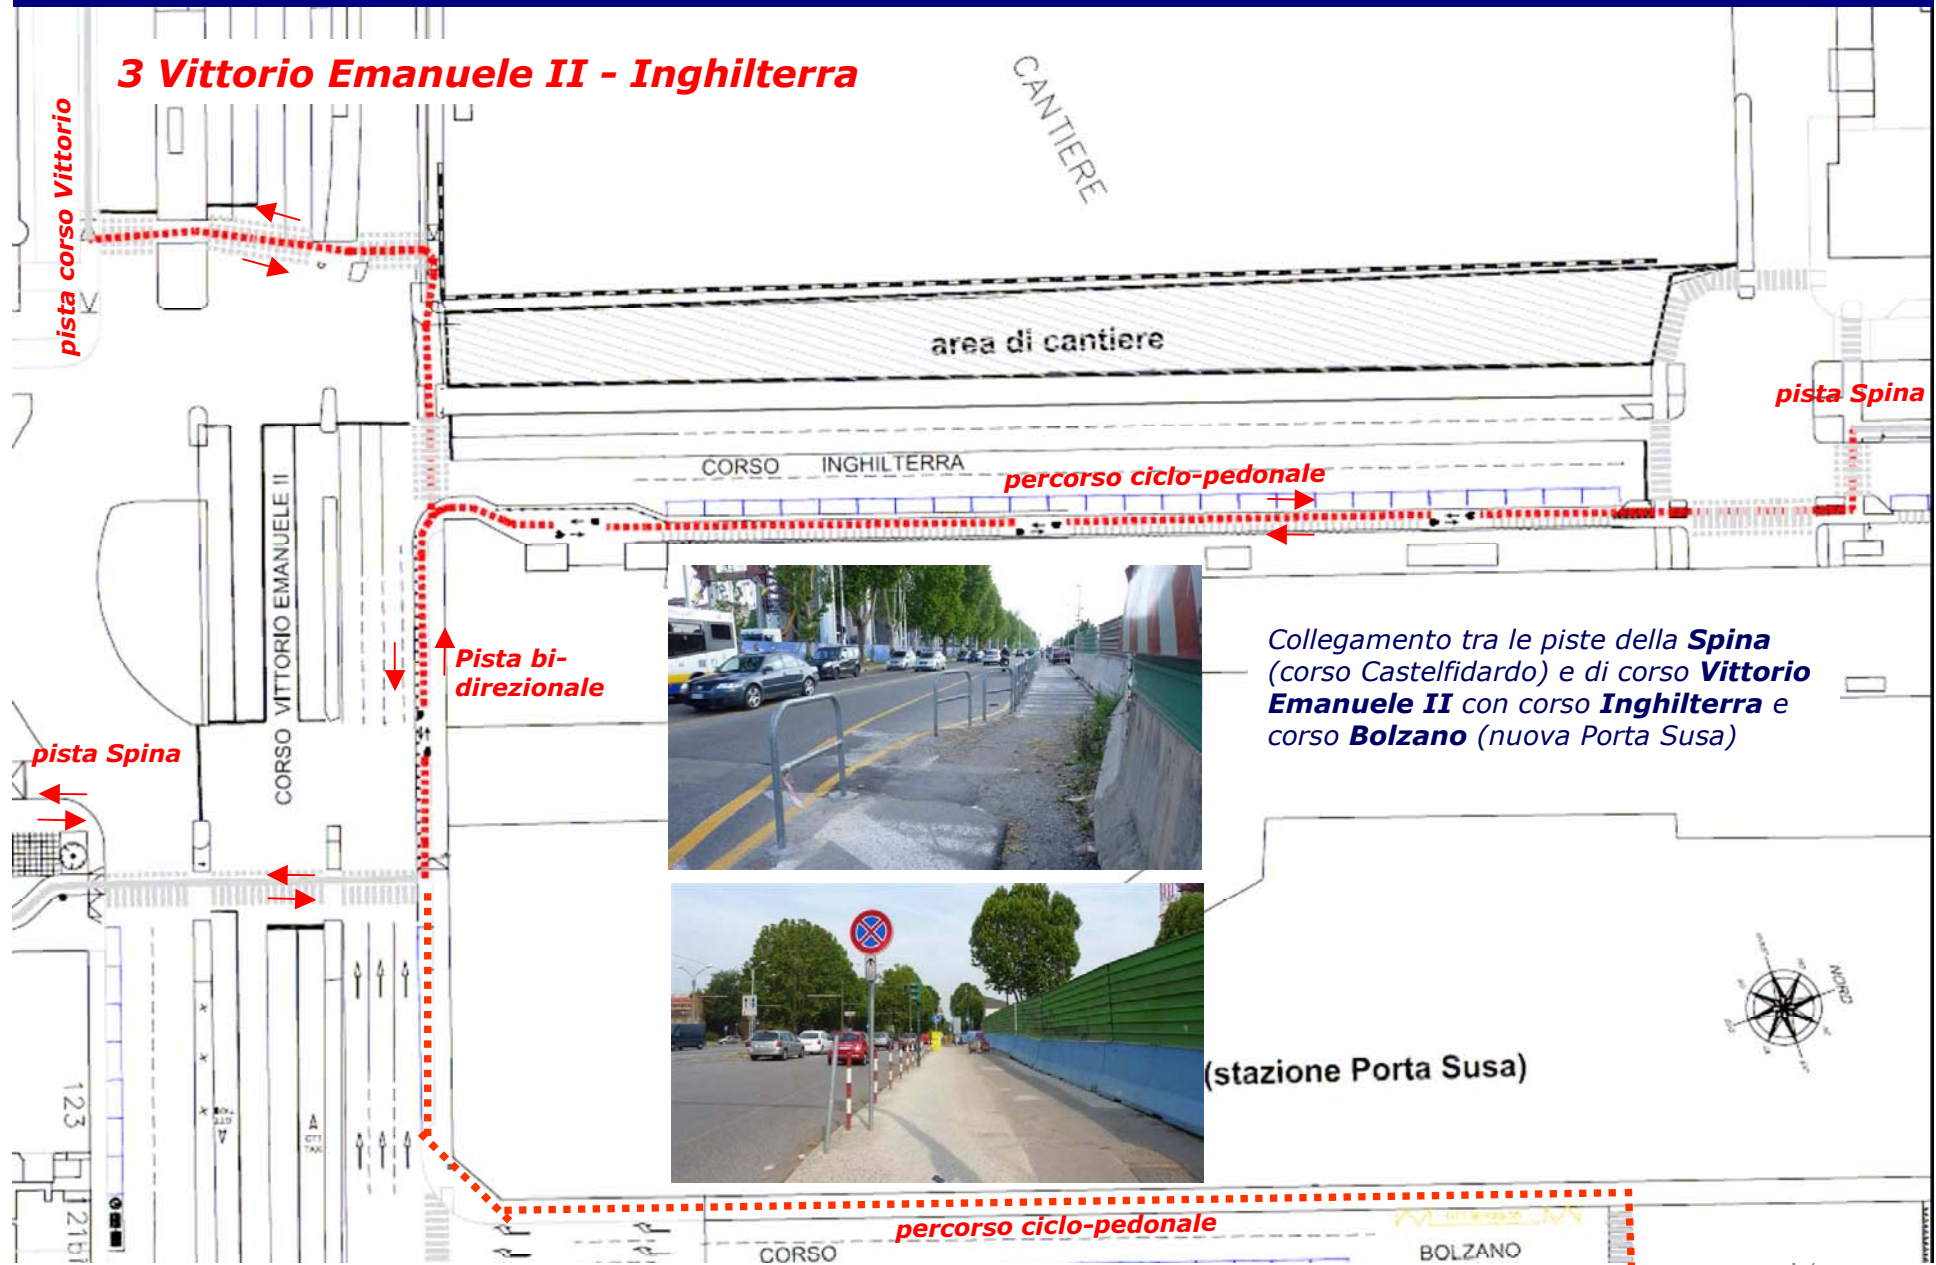 3 Vittorio Emanuele II - Inghilterra
CANTIERE
pista corso Vittorio
area di cantiere
pista Spina
CORSO INGHILTERRA
percorso ciclo-pedonale
CORSO VITTORIO EMANUELE II
Pista bi-
direzionale
Collegamento tra le piste della Spina
(corso Castelfidardo) e di corso Vittorio
Emanuele II con corso Inghilterra e
corso Bolzano (nuova Porta Susa)
pista Spina
NORD
(stazione Porta Susa)
123
TAXI
percorso ciclo-pedonale
CORSO BOLZANO